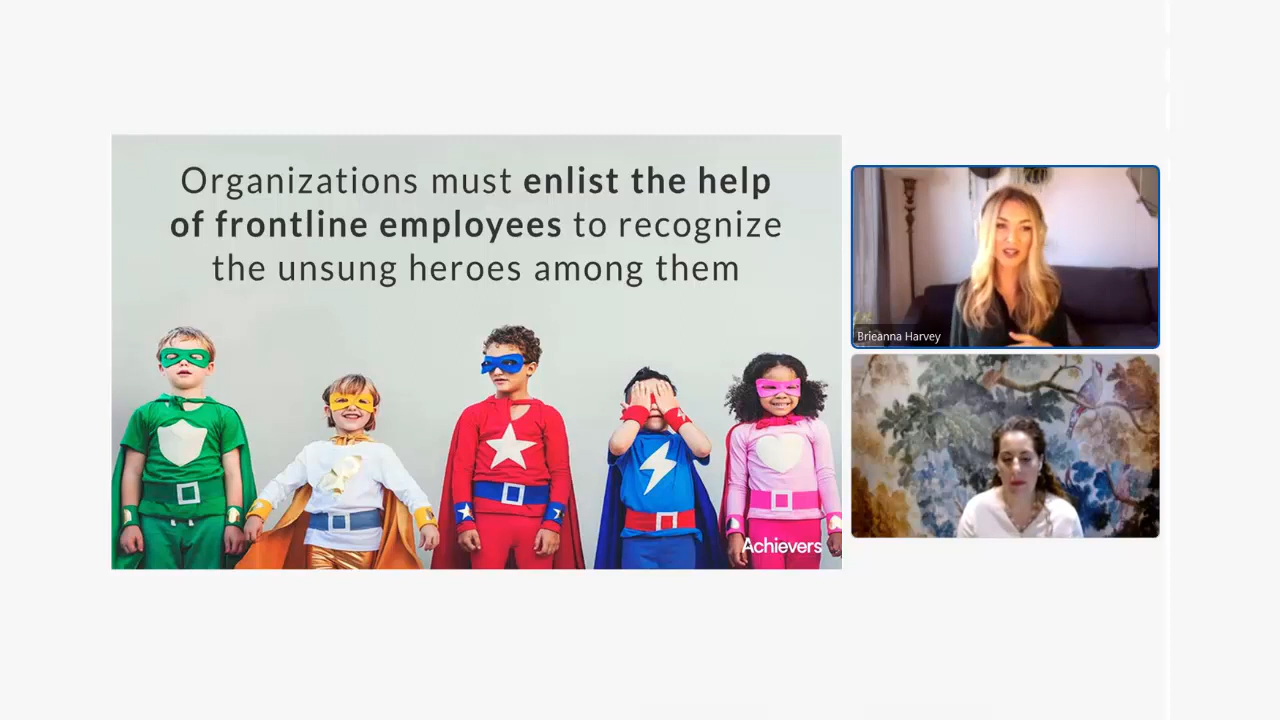 Organizations must enlist the help
of frontline employees to recognize
the unsung heroes among them
Achievers
Brieanna Harvey